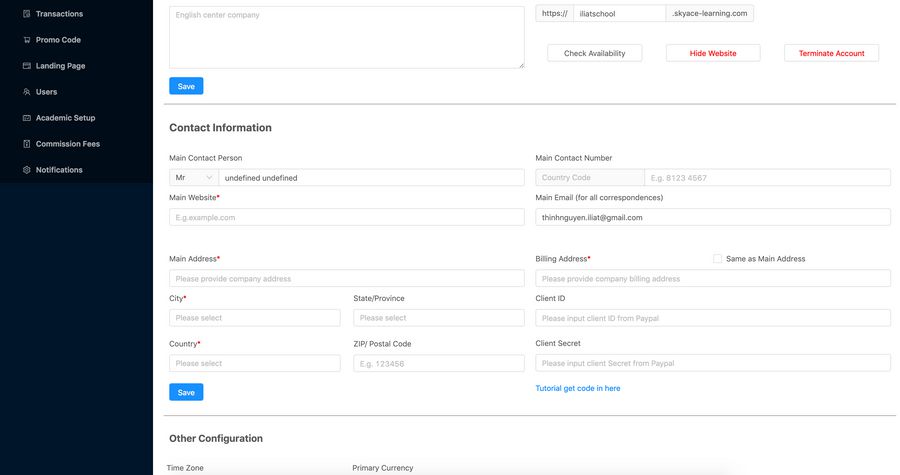 Transactions
Promo Code
Landing Page
Users
Academic Setup
Commission Fees
Notifications
English center company
https:// iliatschool .skyace-learning.com
Check Availability Hide Website Terminate Account
Save
Contact Information
Main Contact Person Main Contact Number
Mr undefined undefined Country Code E.g. 8123 4567
Main Website* Main Email (for all correspondences)
E.g.example.com thinhnguyen.iliat@gmail.com
Main Address* Billing Address* Same as Main Address
Please provide company address Please provide company billing address
City* State/Province Client ID
Please select Please select Please input client ID from Paypal
Country* ZIP/ Postal Code Client Secret
Please select E.g. 123456 Please input client Secret from Paypal
Save Tutorial get code in here
Other Configuration
Time Zone Primary Currency